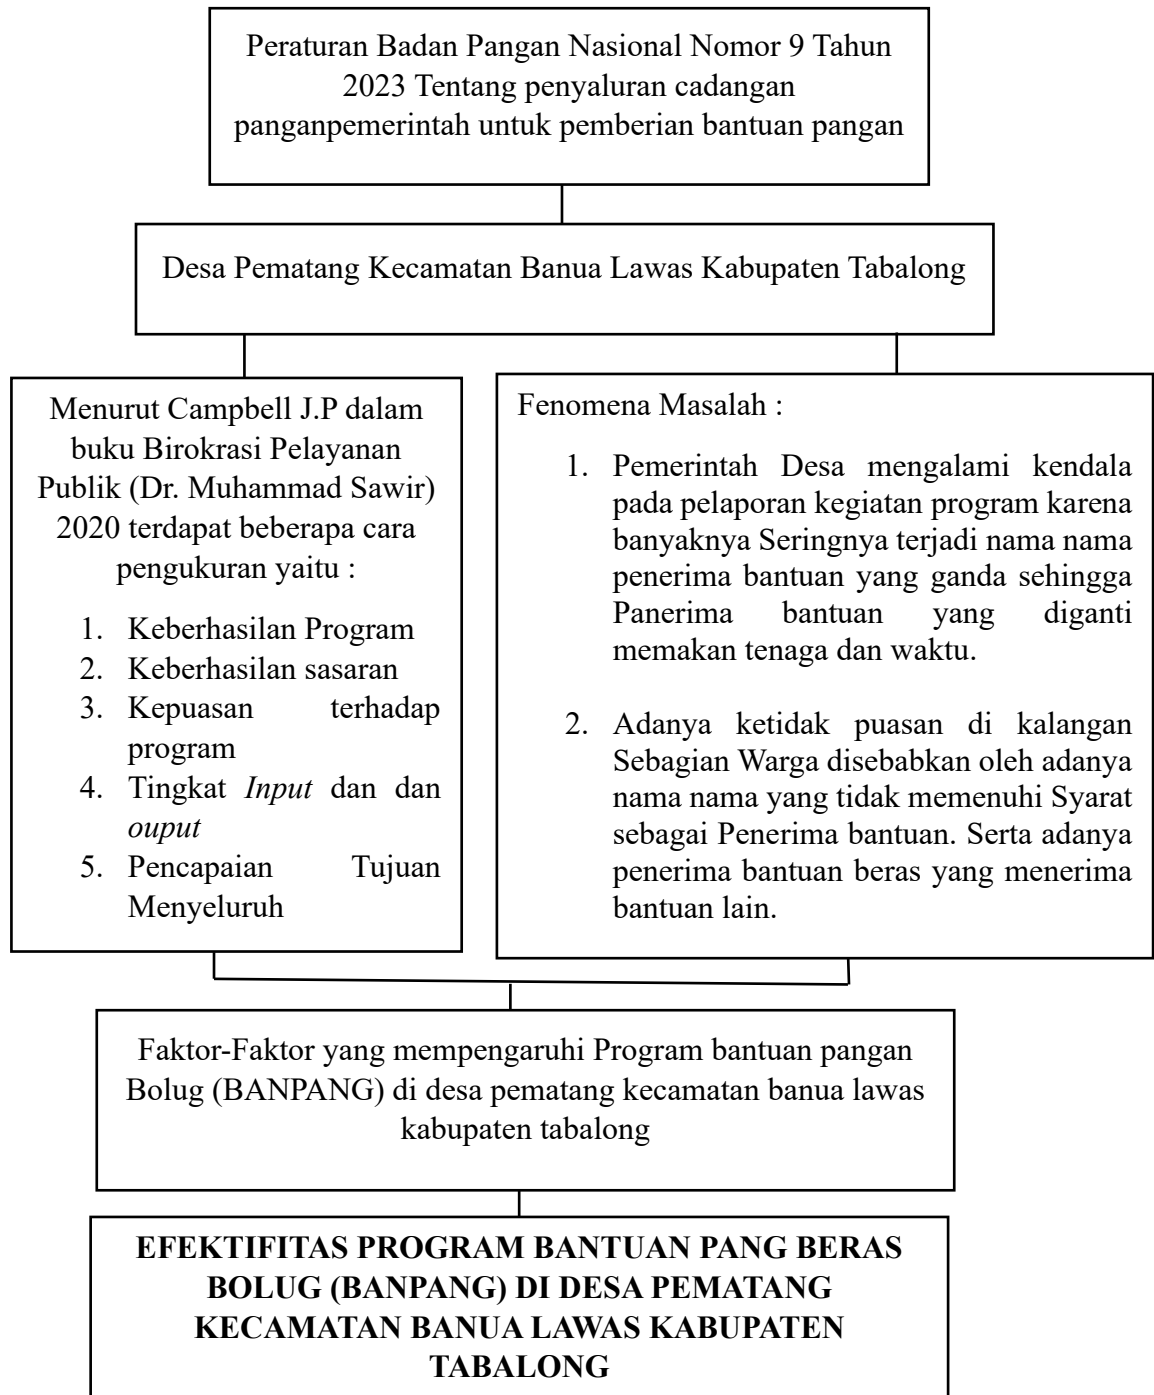 Peraturan Badan Pangan Nasional Nomor 9 Tahun
2023 Tentang penyaluran cadangan
panganpemerintah untuk pemberian bantuan pangan
Desa Pematang Kecamatan Banua Lawas Kabupaten Tabalong
Menurut Campbell J.P dalam
buku Birokrasi Pelayanan
Publik (Dr. Muhammad Sawir)
2020 terdapat beberapa cara
pengukuran yaitu :
1. Keberhasilan Program
2. Keberhasilan sasaran
3. Kepuasan terhadap
program
4. Tingkat Input dan dan
ouput
5. Pencapaian Tujuan
Menyeluruh
Fenomena Masalah :
1. Pemerintah Desa mengalami kendala
pada pelaporan kegiatan program karena
banyaknya Seringnya terjadi nama nama
penerima bantuan yang ganda sehingga
Panerima bantuan yang diganti
memakan tenaga dan waktu.
2. Adanya ketidak puasan di kalangan
Sebagian Warga disebabkan oleh adanya
nama nama yang tidak memenuhi Syarat
sebagai Penerima bantuan. Serta adanya
penerima bantuan beras yang menerima
bantuan lain.
Faktor-Faktor yang mempengaruhi Program bantuan pangan
Bolug (BANPANG) di desa pematang kecamatan banua lawas
kabupaten tabalong
EFEKTIFITAS PROGRAM BANTUAN PANG BERAS
BOLUG (BANPANG) DI DESA PEMATANG
KECAMATAN BANUA LAWAS KABUPATEN
TABALONG